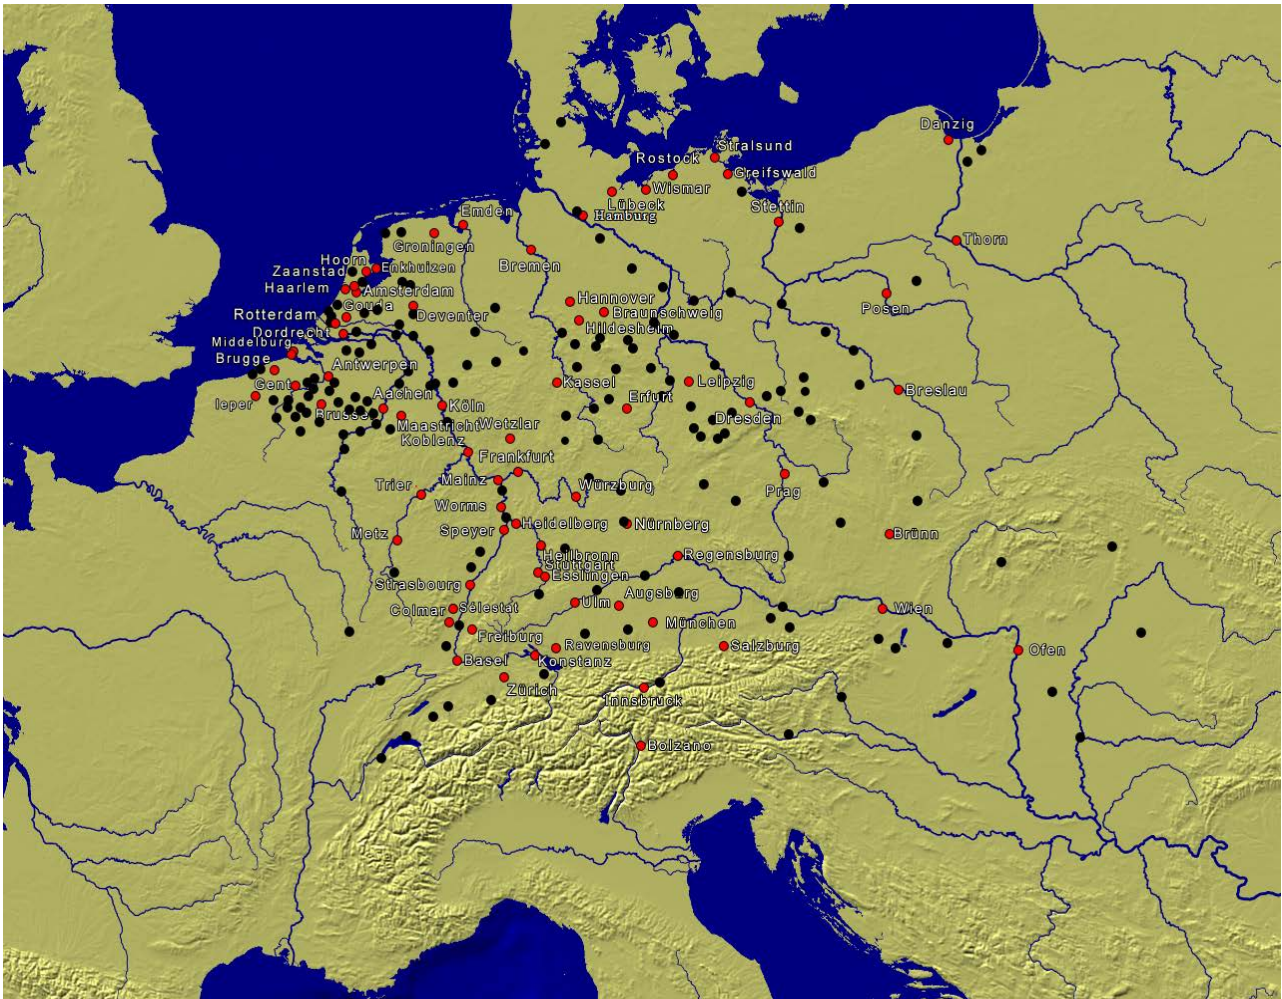 Danzig
Stralsund
Rostock
Greifswald
Wismar
Lübeck
Stettin
Hamburg
Emden
Groningen
Thorn
Bremen
Hoorn
Enkhuizen
Zaanstad
Haarlem
Amsterdam
Hannover
Posen
Gouda
Braunschweig
Rotterdam
Deventer
Hildesheim
Dordrecht
Middelburg
Brugge
Antwerpen
Gent
Kassel
Leipzig
Breslau
Aachen
Erfurt
Ieper
Köln
Brusse
Dresden
Maastricht
Wetzlar
Koblenz
Frankfurt
Mainz
Trier
Würzburg
Prag
Worms
Heidelberg
Nürnberg
Speyer
Metz
Brünn
Heilbronn
Regensburg
Stuttgart
Esslingen
Strasbourg
Augsberg
Ulm
Colmar
Sélestat
Wien
München
Freiburg
Ravensburg
Salzburg
Ofen
Basel
Konstanz
Zürich
Innsbruck
Bolzano